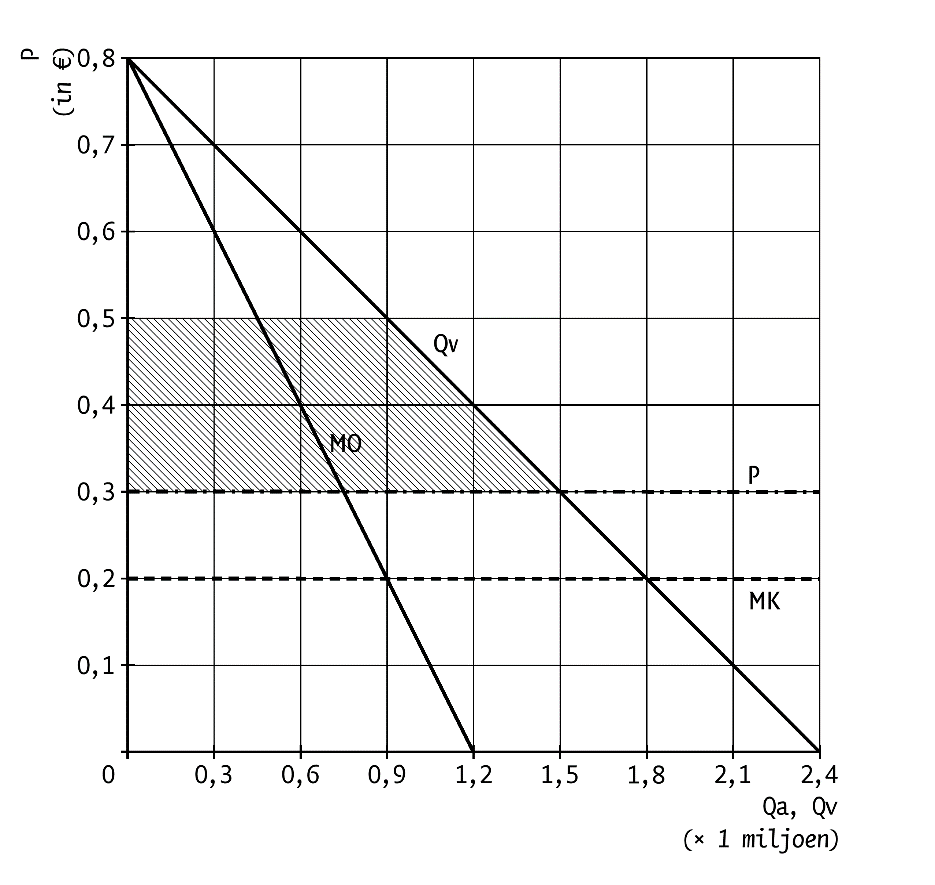 P
(in €)
0,8
0,7
0,6
0,5
Qv
0,4
MO
P
0,3
0,2
MK
0,1
0 0,3 0,6 0,9 1,2 1,5 1,8 2,1 2,4
Qa, Qv
(× 1 miljoen)